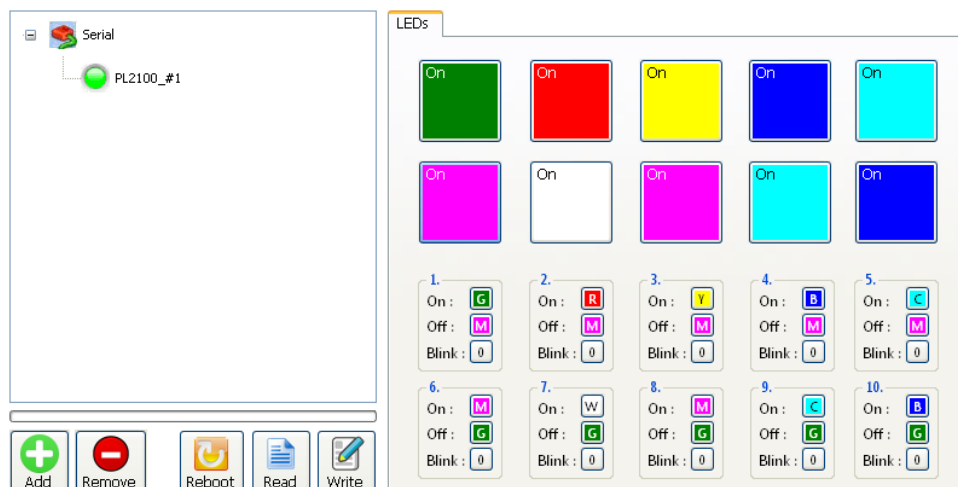 Serial
PL2100_#1
LEDs
On On On On On
On On On On On
1. 2. 3. 4. 5.
On : G On : R On : Y On : B On : C
Off : M Off : M Off : M Off : M Off : M
Blink : 0 Blink : 0 Blink : 0 Blink : 0 Blink : 0
6. 7. 8. 9. 10.
On : M On : W On : M On : C On : B
Off : G Off : G Off : G Off : G Off : G
Blink : 0 Blink : 0 Blink : 0 Blink : 0 Blink : 0
Add Remove Reboot Read Write